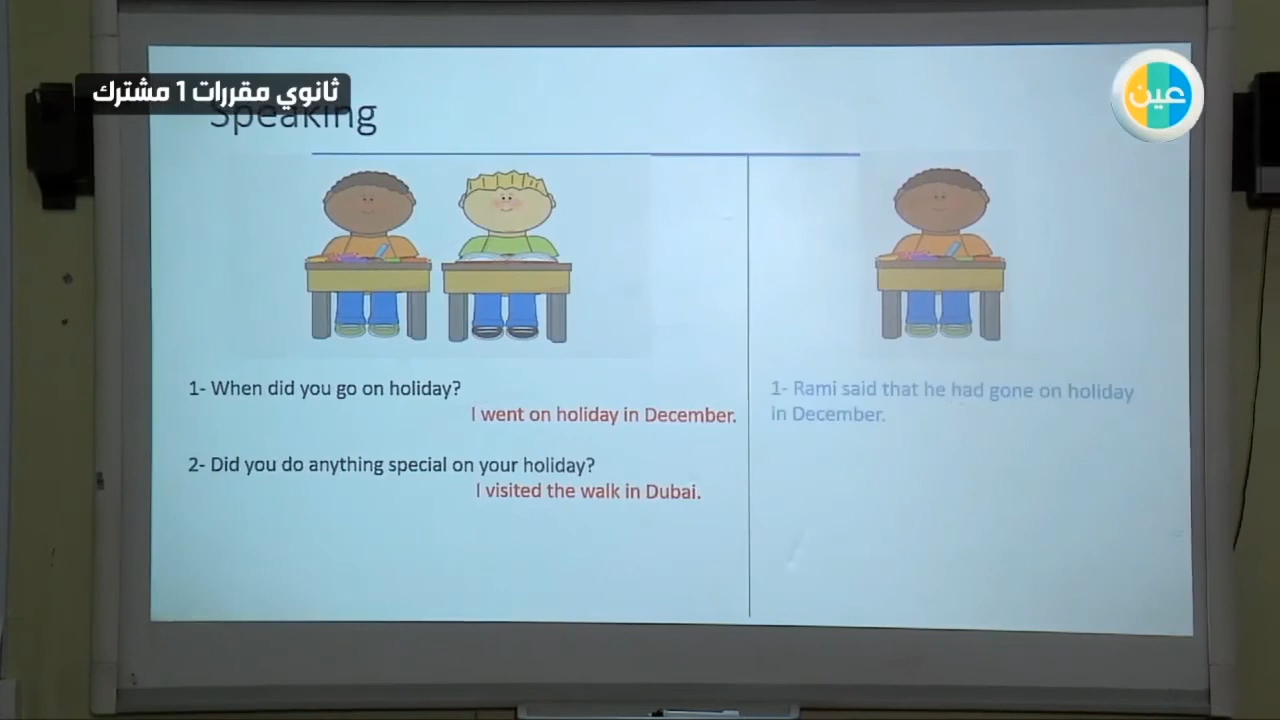 ثانوي مقررات 1 مشترك
عين
Speaking
1- When did you go on holiday?
I went on holiday in December.
2- Did you do anything special on your holiday?
I visited the walk in Dubai.
1- Rami said that he had gone on holiday
in December.